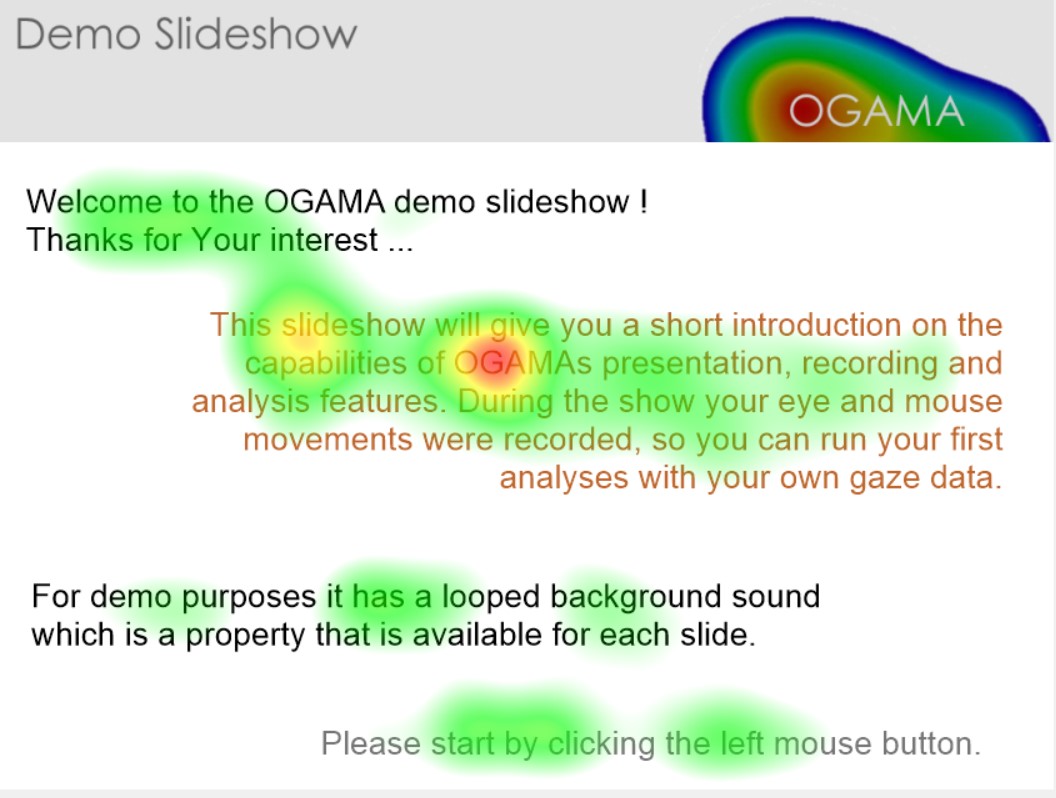 Demo Slideshow
OGAMA
Welcome to the OGAMA demo slideshow !
Thanks for Your interest ...
This slideshow will give you a short introduction on the
capabilities of OGAMAs presentation, recording and
analysis features. During the show your eye and mouse
movements were recorded, so you can run your first
analyses with your own gaze data.
For demo purposes it has a looped background sound
which is a property that is available for each slide.
Please start by clicking the left mouse button.